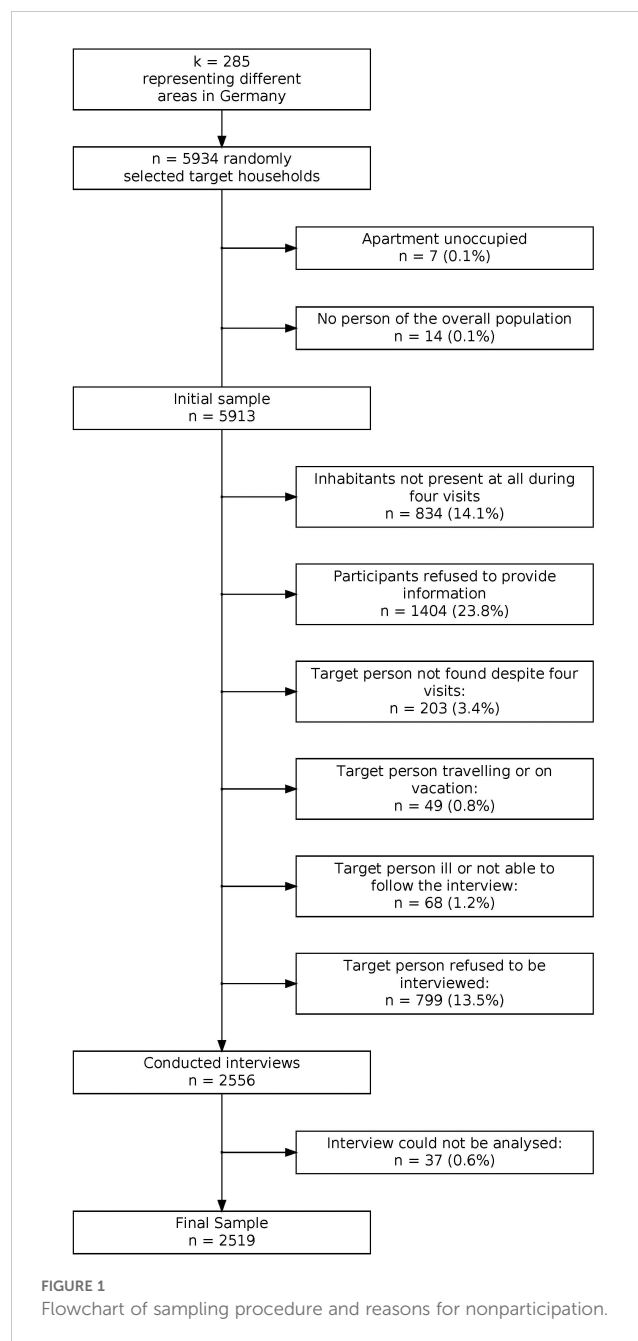 k = 285
representing different
areas in Germany
n = 5934 randomly
selected target households
Apartment unoccupied
n = 7 (0.1%)
No person of the overall population
n = 14 (0.1%)
Initial sample
n = 5913
Inhabitants not present at all during
four visits
n = 834 (14.1%)
Participants refused to provide
information
n = 1404 (23.8%)
Target person not found despite four
visits:
n = 203 (3.4%)
Target person travelling or on
vacation:
n = 49 (0.8%)
Target person ill or not able to
follow the interview:
n = 68 (1.2%)
Target person refused to be
interviewed:
n = 799 (13.5%)
Conducted interviews
n = 2556
Interview could not be analysed:
n = 37 (0.6%)
Final Sample
n = 2519
FIGURE 1
Flowchart of sampling procedure and reasons for nonparticipation.